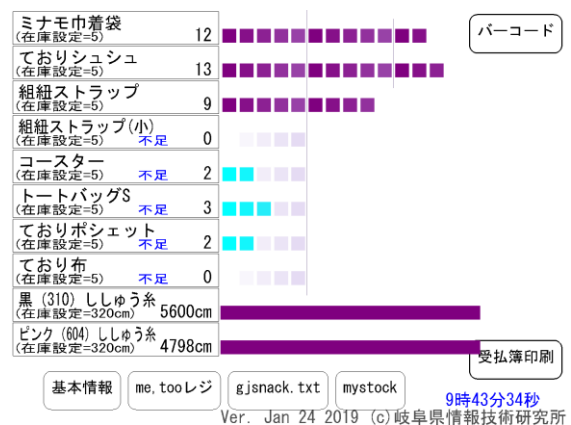 ミナモ巾着袋
(在庫設定=5) 12
バーコード
ておりシュシュ
(在庫設定=5) 13
組紐ストラップ
(在庫設定=5) 9
組紐ストラップ(小)
(在庫設定=5) 不足 0
コースター
(在庫設定=5) 不足 2
トートバッグS
(在庫設定=5) 不足 3
ておりポシェット
(在庫設定=5) 不足 2
ており布
(在庫設定=5) 不足 0
黒 (310) ししゅう糸
(在庫設定=320cm) 5600cm
ピンク (604) ししゅう糸
(在庫設定=320cm) 4798cm
受払簿印刷
基本情報 me,tooレジ gjsnack.txt mystock
9時43分34秒
Ver. Jan 24 2019 (c)岐阜県情報技術研究所